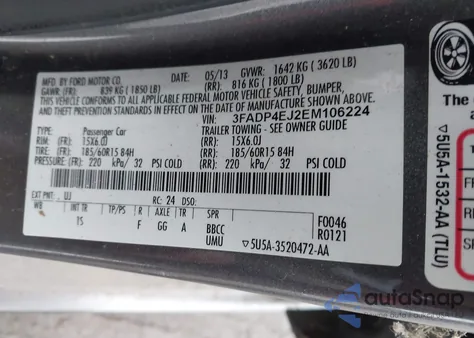 MFD. BY FORD MOTOR CO.
DATE: 05/13 GVWR: 1642 KG ( 3620 LB)
GAWR: (FR): 839 KG ( 1850 LB) (RR): 816 KG ( 1800 LB)
THIS VEHICLE CONFORMS TO ALL APPLICABLE FEDERAL MOTOR VEHICLE SAFETY, BUMPER,
AND THEFT PREVENTION STANDARDS IN EFFECT ON THE DATE OF MANUFACTURE SHOWN ABOVE.
VIN: 3FADP4EJ2EM106224
TYPE: Passenger Car TRAILER TOWING - SEE OWNER GUIDE
RIM: (FR): 15X6.0J (RR): 15X6.0J
TIRES: (FR): 185/60R15 84H (RR): 185/60R15 84H
PRESSURE: (FR): 220 kPa/ 32 PSI COLD (RR): 220 kPa/ 32 PSI COLD
EXT PNT: UJ RC: 24 DSO:
WB INT TR TP/PS R AXLE TR SPR
15 F GG A BBCC
UMU
F0046
R0121
▽5U5A-3520472-AA
The
▽5U5A-1532-AA (TLU)
autoSnap